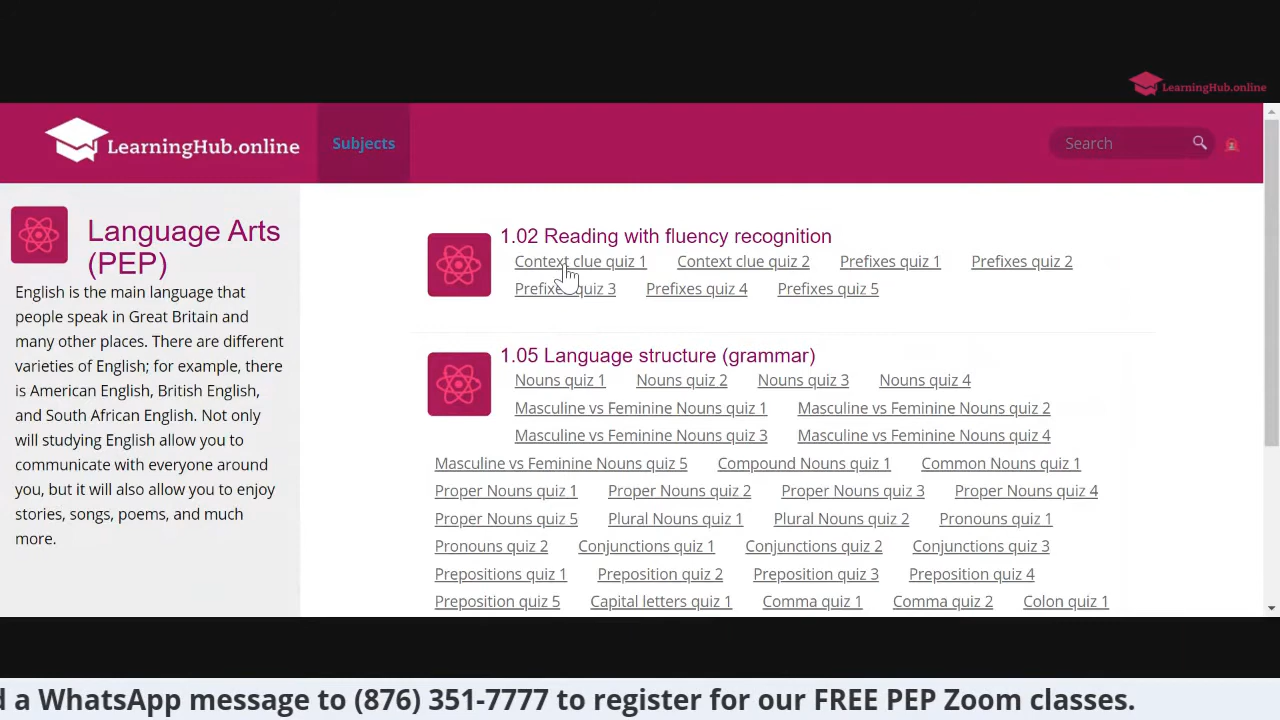 LearningHub.online
LearningHub.online
Subjects
Search
Language Arts
(PEP)
English is the main language that
people speak in Great Britain and
many other places. There are different
varieties of English; for example, there
is American English, British English,
and South African English. Not only
will studying English allow you to
communicate with everyone around
you, but it will also allow you to enjoy
stories, songs, poems, and much
more.
1.02 Reading with fluency recognition
Context clue quiz 1 Context clue quiz 2 Prefixes quiz 1 Prefixes quiz 2
Prefixes quiz 3 Prefixes quiz 4 Prefixes quiz 5
1.05 Language structure (grammar)
Nouns quiz 1 Nouns quiz 2 Nouns quiz 3 Nouns quiz 4
Masculine vs Feminine Nouns quiz 1 Masculine vs Feminine Nouns quiz 2
Masculine vs Feminine Nouns quiz 3 Masculine vs Feminine Nouns quiz 4
Masculine vs Feminine Nouns quiz 5 Compound Nouns quiz 1 Common Nouns quiz 1
Proper Nouns quiz 1 Proper Nouns quiz 2 Proper Nouns quiz 3 Proper Nouns quiz 4
Proper Nouns quiz 5 Plural Nouns quiz 1 Plural Nouns quiz 2 Pronouns quiz 1
Pronouns quiz 2 Conjunctions quiz 1 Conjunctions quiz 2 Conjunctions quiz 3
Prepositions quiz 1 Preposition quiz 2 Preposition quiz 3 Preposition quiz 4
Preposition quiz 5 Capital letters quiz 1 Comma quiz 1 Comma quiz 2 Colon quiz 1
a WhatsApp message to (876) 351-7777 to register for our FREE PEP Zoom classes.